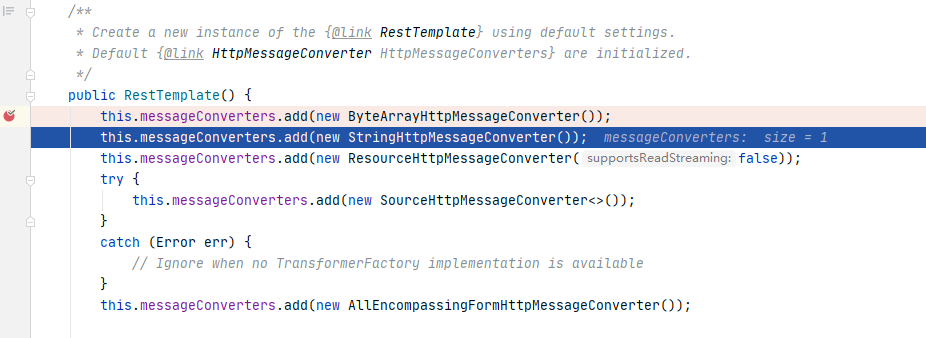 /**
 * Create a new instance of the {@link RestTemplate} using default settings.
 * Default {@link HttpMessageConverter HttpMessageConverters} are initialized.
 */
public RestTemplate() {
    this.messageConverters.add(new ByteArrayHttpMessageConverter());
    this.messageConverters.add(new StringHttpMessageConverter());  messageConverters:  size = 1
    this.messageConverters.add(new ResourceHttpMessageConverter( supportsReadStreaming: false));
    try {
        this.messageConverters.add(new SourceHttpMessageConverter<>());
    }
    catch (Error err) {
        // Ignore when no TransformerFactory implementation is available
    }
    this.messageConverters.add(new AllEncompassingFormHttpMessageConverter());